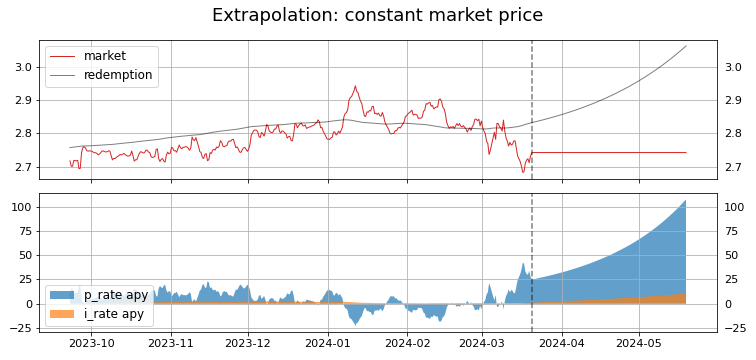 Extrapolation: constant market price
market
redemption
3.0 3.0
2.9 2.9
2.8 2.8
2.7 2.7
100 100
75 75
50 50
25 25
0 0
−25 −25
p_rate apy
i_rate apy
2023-10 2023-11 2023-12 2024-01 2024-02 2024-03 2024-04 2024-05